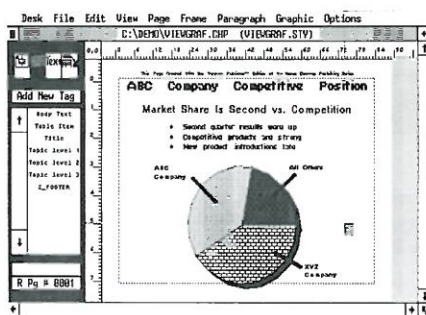 Desk File Edit View Page Frame Paragraph Graphic Options
C:\DEMO\VIEWGRAF.CHP (VIEWGRAF.STY)
Add New Tag
Body Text
Table Item
Title
Topic level 1
Topic level 2
Topic level 3
Z_FOOTER
R Pg # 0001
ABC Company Competitive Position
Market Share Is Second vs. Competition
Second quarter results were up
Competitive products are strong
New product introductions late
ABC
Company
All Others
XYZ
Company